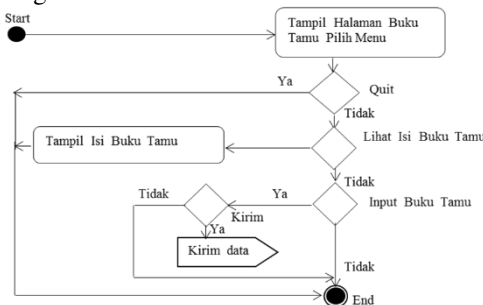 Start
Tampil Halaman Buku
Tamu Pilih Menu
Ya
Quit
Tidak
Tampil Isi Buku Tamu
Lihat Isi Buku Tamu
Tidak
Tidak
Ya
Input Buku Tamu
Kirim
Ya
Kirim data
Tidak
End